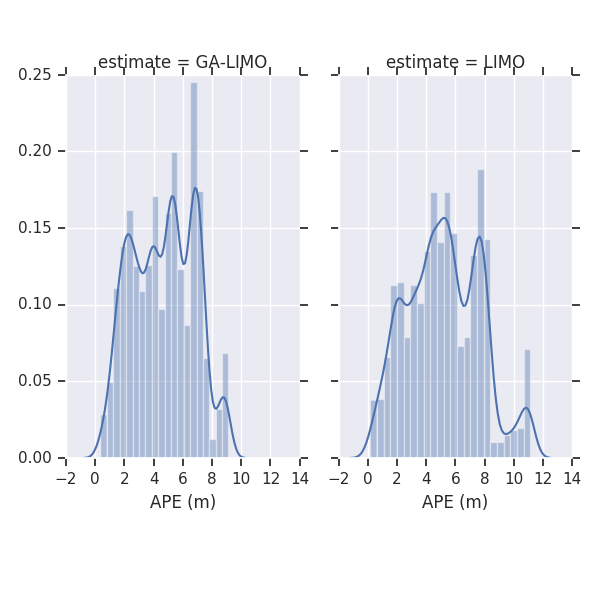 estimate = GA-LIMO
estimate = LIMO
0.25
0.20
0.15
0.10
0.05
0.00
−2 0 2 4 6 8 10 12 14
−2 0 2 4 6 8 10 12 14
APE (m)
APE (m)